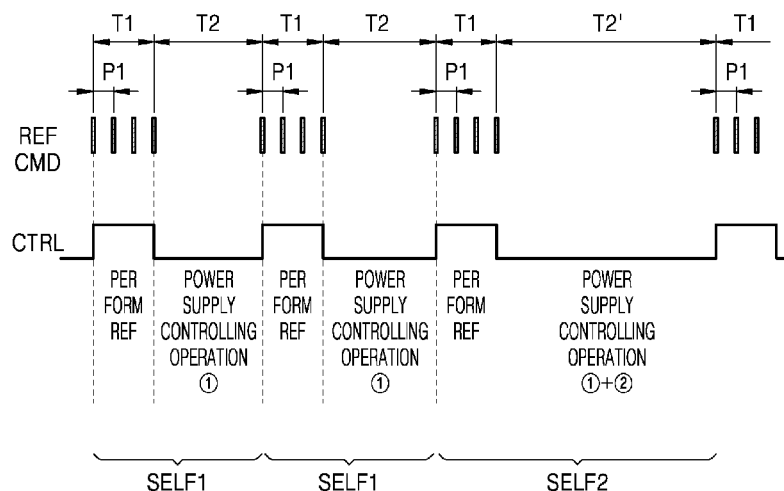 T1 T2 T1 T2 T1 T2' T1
P1 P1 P1 P1
REF
CMD
CTRL
PER
FORM
REF
POWER
SUPPLY
CONTROLLING
OPERATION
①
PER
FORM
REF
POWER
SUPPLY
CONTROLLING
OPERATION
①
PER
FORM
REF
POWER
SUPPLY
CONTROLLING
OPERATION
①+②
SELF1 SELF1 SELF2